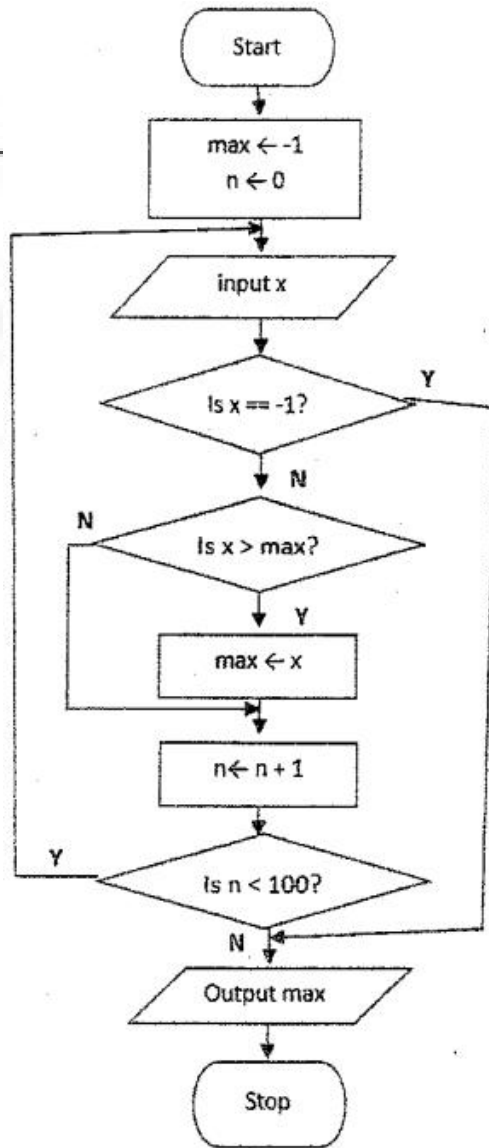 Start
max ← -1
n ← 0
input x
Is x == -1?
Y
N
N
Is x > max?
Y
max ← x
n← n + 1
Y
Is n < 100?
N
Output max
Stop